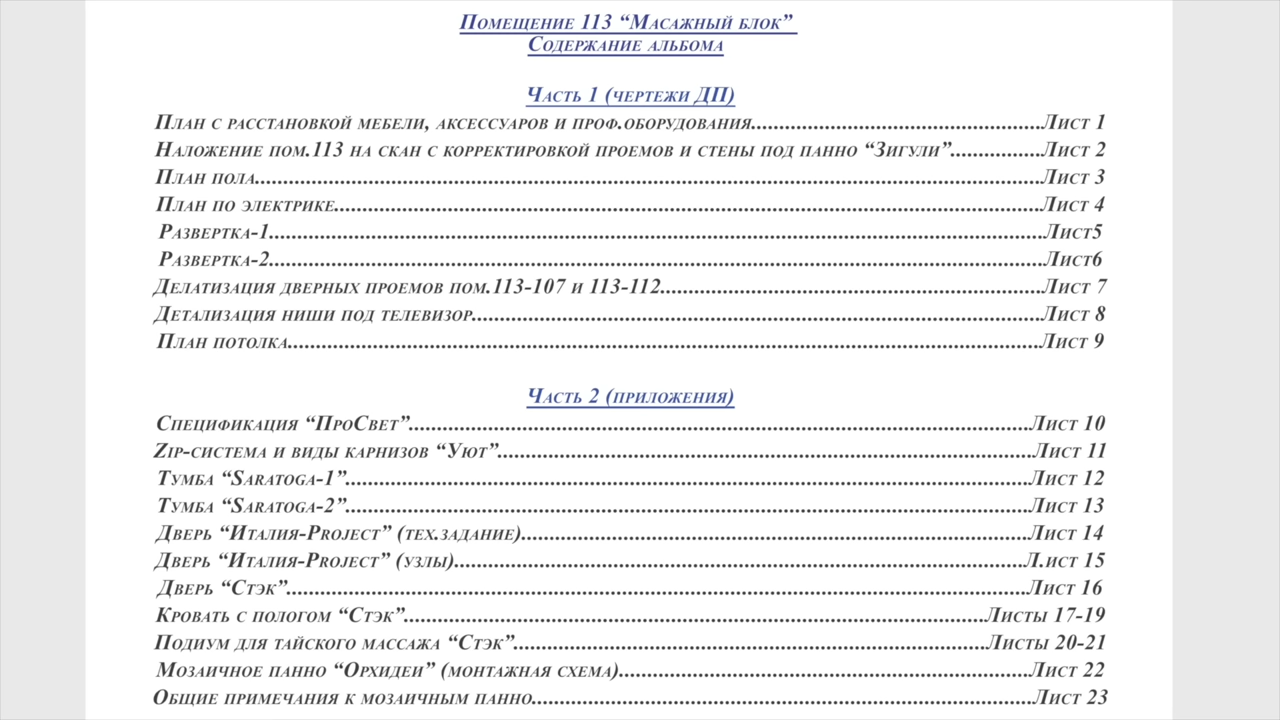 Помещение 113 “Масажный блок”
Содержание альбома
Часть 1 (чертежи ДП)
План с расстановкой мебели, аксессуаров и проф.оборудования..........Лист 1
Наложение пом.113 на скан с корректировкой проемов и стены под панно “Зигули”..........Лист 2
План пола..........Лист 3
План по электрике..........Лист 4
Развертка-1..........Лист5
Развертка-2..........Лист6
Делатизация дверных проемов пом.113-107 и 113-112..........Лист 7
Детализация ниши под телевизор..........Лист 8
План потолка..........Лист 9
Часть 2 (приложения)
Спецификация “ПроСвет”..........Лист 10
Zip-система и виды карнизов “Уют”..........Лист 11
Тумба “Saratoga-1”..........Лист 12
Тумба “Saratoga-2”..........Лист 13
Дверь “Италия-Project” (тех.задание)..........Лист 14
Дверь “Италия-Project” (узлы)..........Л.ист 15
Дверь “Стэк”..........Лист 16
Кровать с пологом “Стэк”..........Листы 17-19
Подиум для тайского массажа “Стэк”..........Листы 20-21
Мозаичное панно “Орхидеи” (монтажная схема)..........Лист 22
Общие примечания к мозаичным панно..........Лист 23